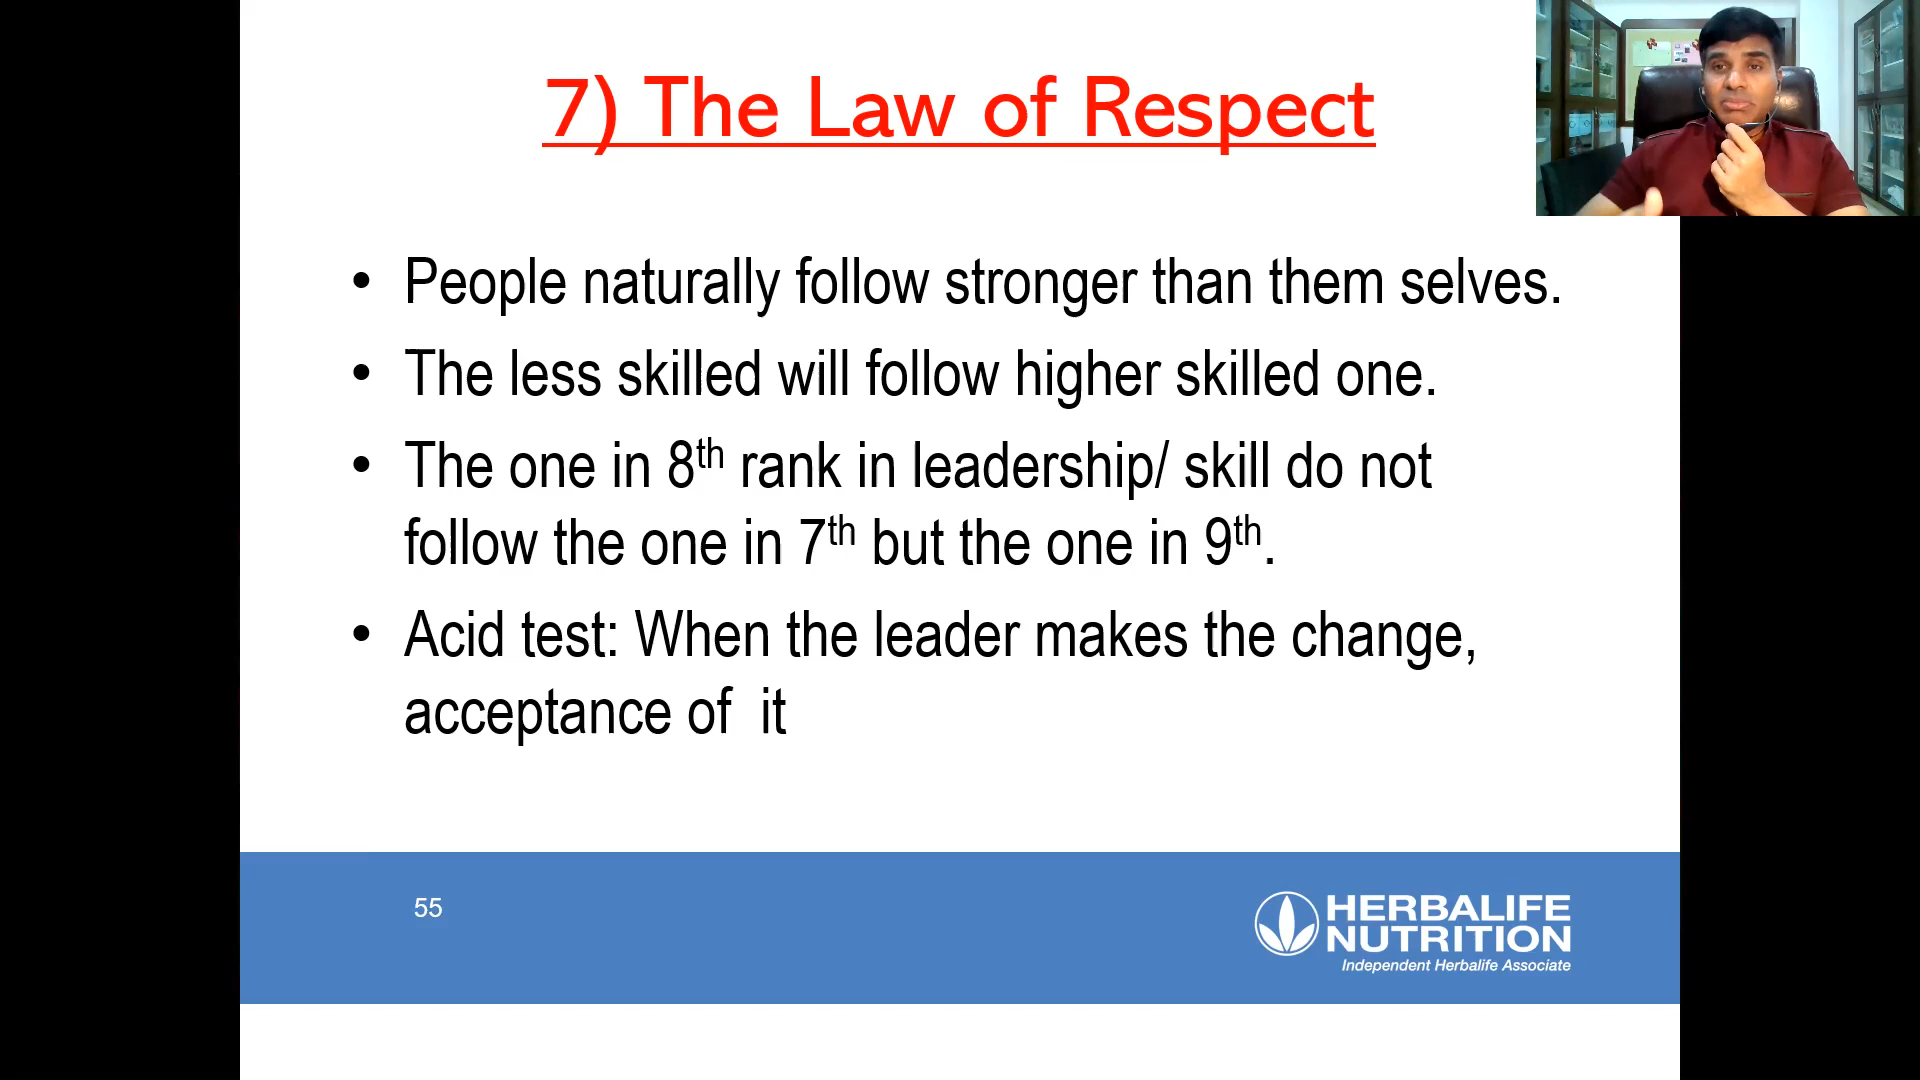 7) The Law of Respect
• People naturally follow stronger than them selves.
• The less skilled will follow higher skilled one.
• The one in 8th rank in leadership/ skill do not
follow the one in 7th but the one in 9th.
• Acid test: When the leader makes the change,
acceptance of  it
55
HERBALIFE
NUTRITION
Independent Herbalife Associate